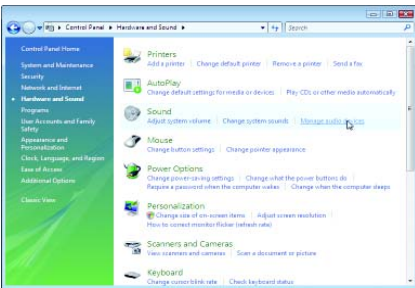 Control Panel ▸ Hardware and Sound ▸
Search
Control Panel Home
System and Maintenance
Security
Network and Internet
Hardware and Sound
Programs
User Accounts and Family
Safety
Appearance and
Personalization
Clock, Language, and Region
Ease of Access
Additional Options
Classic View
Printers
Add a printer | Change default printer | Remove a printer | Send a fax
AutoPlay
Change default settings for media or devices | Play CDs or other media automatically
Sound
Adjust system volume | Change system sounds | Manage audio devices
Mouse
Change button settings | Change pointer appearance
Power Options
Change power-saving settings | Change what the power buttons do
Require a password when the computer wakes | Change when the computer sleeps
Personalization
Change size of on-screen items | Adjust screen resolution
How to correct monitor flicker (refresh rate)
Scanners and Cameras
View scanners and cameras | Scan a document or picture
Keyboard
Change cursor blink rate | Check keyboard status